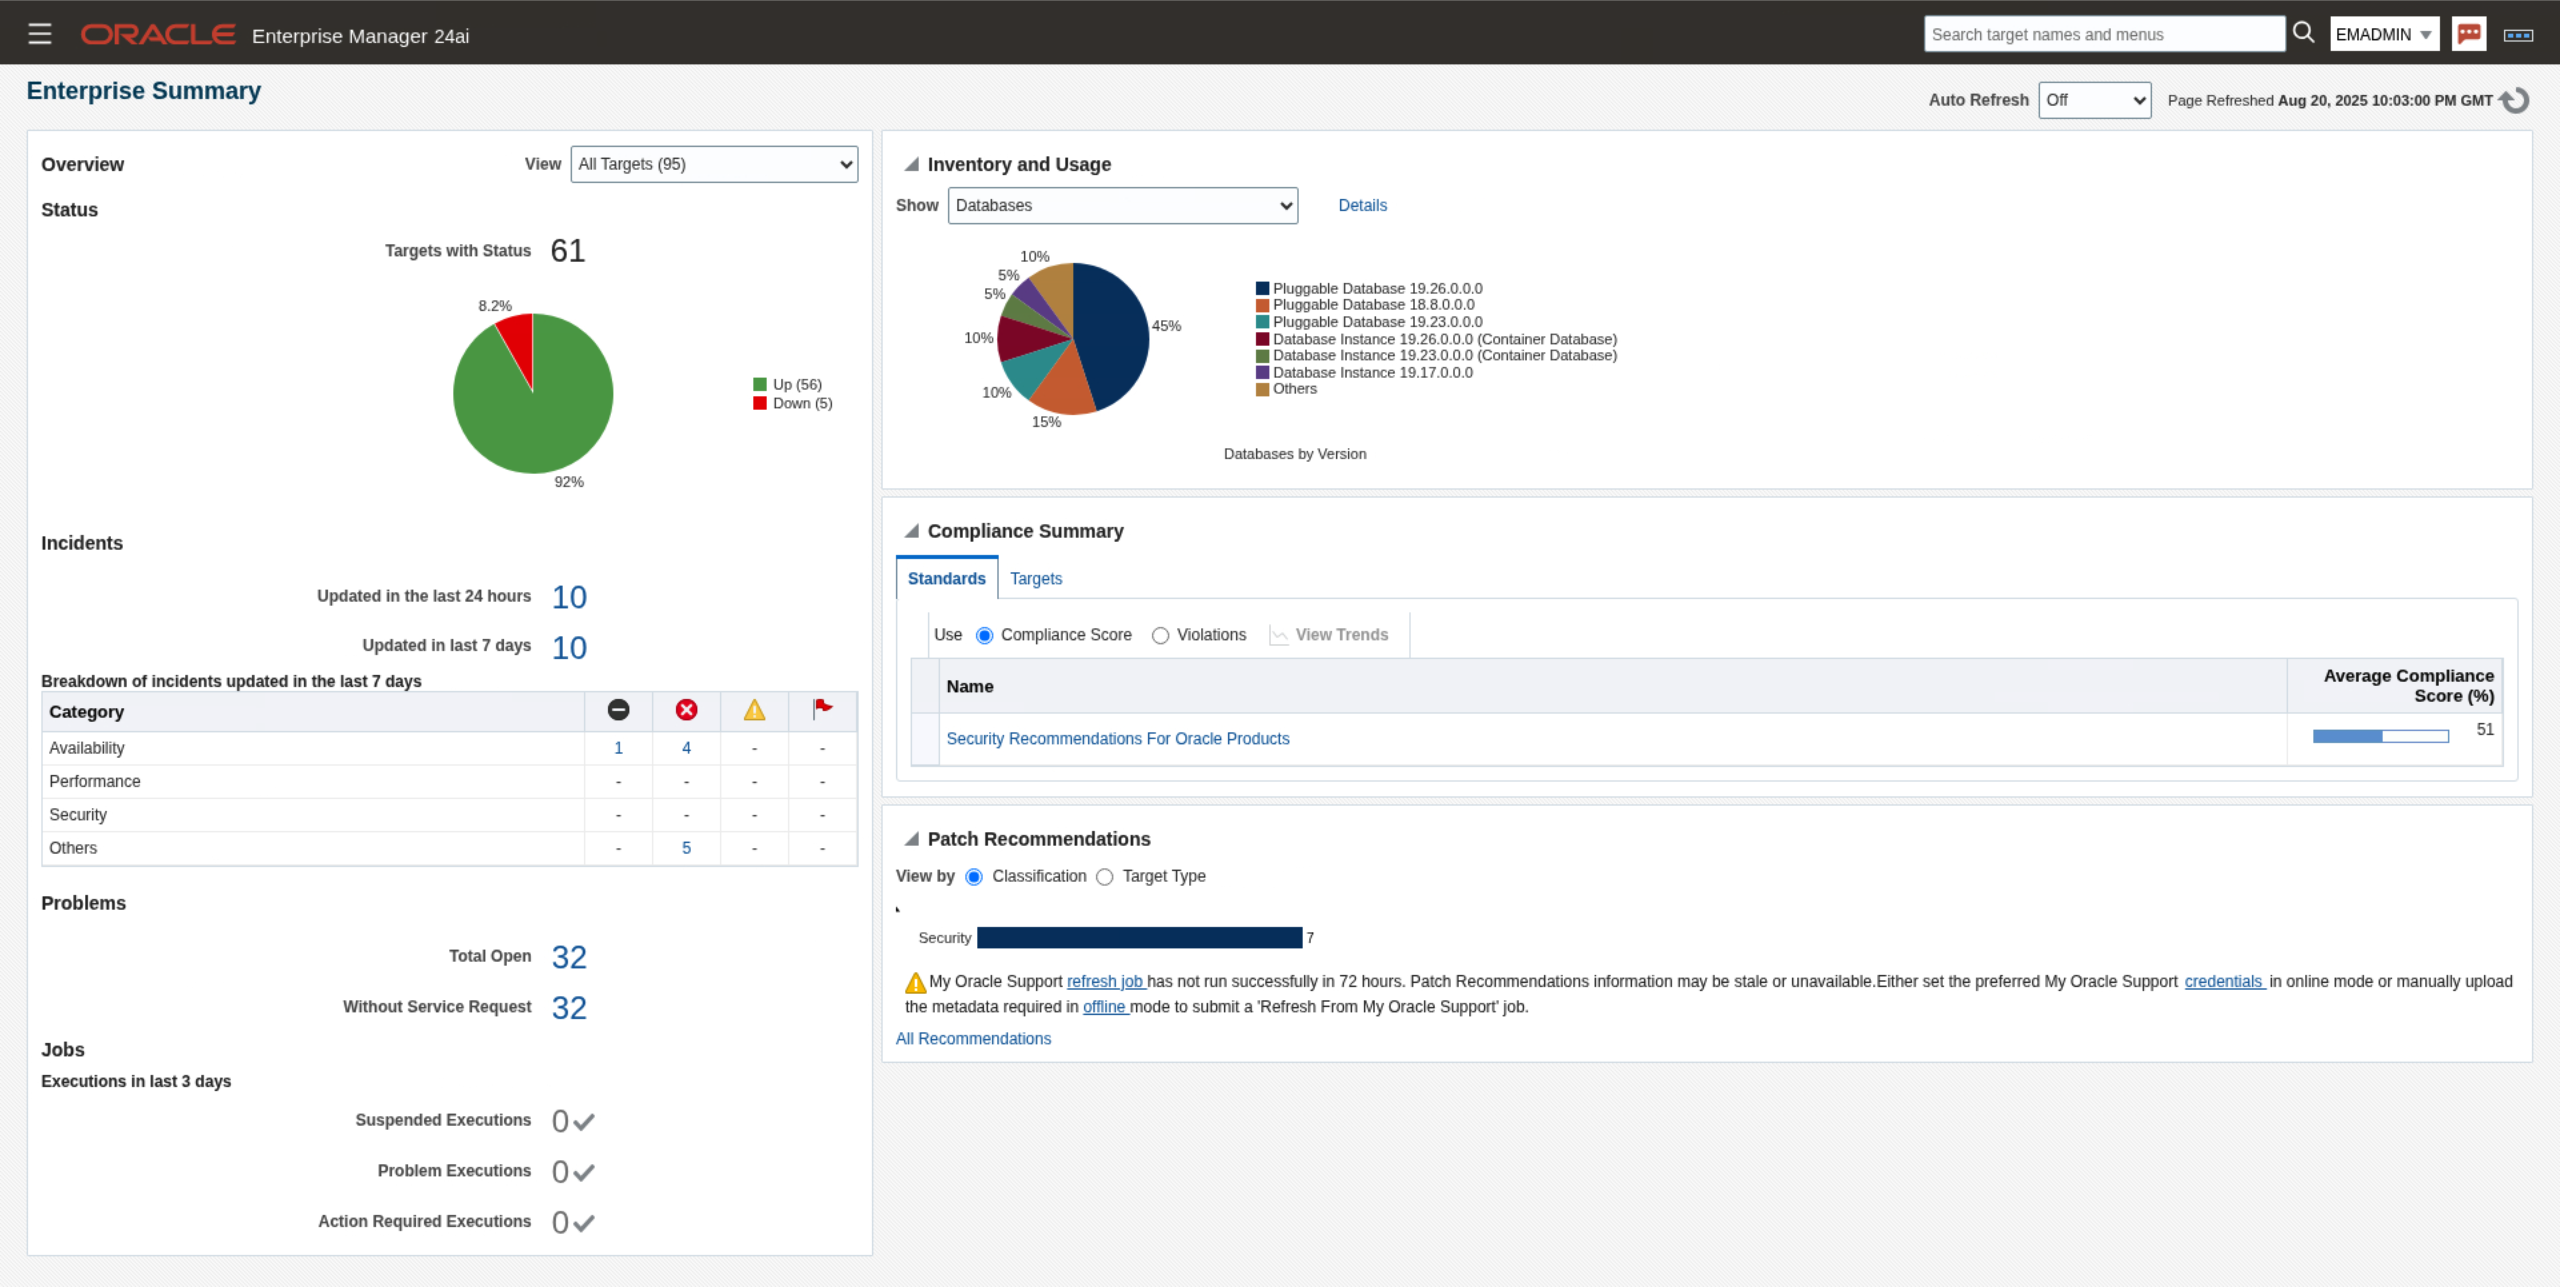 ORACLE Enterprise Manager 24ai
Search target names and menus
EMADMIN
Enterprise Summary
Auto Refresh Off Page Refreshed Aug 20, 2025 10:03:00 PM GMT
Overview
View All Targets (95)
Status
Targets with Status 61
8.2%
Up (56)
Down (5)
92%
Incidents
Updated in the last 24 hours 10
Updated in last 7 days 10
Breakdown of incidents updated in the last 7 days
Category
Availability 1 4 - -
Performance - - - -
Security - - - -
Others - 5 - -
Problems
Total Open 32
Without Service Request 32
Jobs
Executions in last 3 days
Suspended Executions 0
Problem Executions 0
Action Required Executions 0
Inventory and Usage
Show Databases Details
10%
5%
5%
45%
10%
10%
15%
Pluggable Database 19.26.0.0.0
Pluggable Database 18.8.0.0.0
Pluggable Database 19.23.0.0.0
Database Instance 19.26.0.0.0 (Container Database)
Database Instance 19.23.0.0.0 (Container Database)
Database Instance 19.17.0.0.0
Others
Databases by Version
Compliance Summary
Standards Targets
Use Compliance Score Violations View Trends
Name Average Compliance
Score (%)
Security Recommendations For Oracle Products 51
Patch Recommendations
View by Classification Target Type
Security 7
My Oracle Support refresh job has not run successfully in 72 hours. Patch Recommendations information may be stale or unavailable.Either set the preferred My Oracle Support credentials in online mode or manually upload
the metadata required in offline mode to submit a 'Refresh From My Oracle Support' job.
All Recommendations